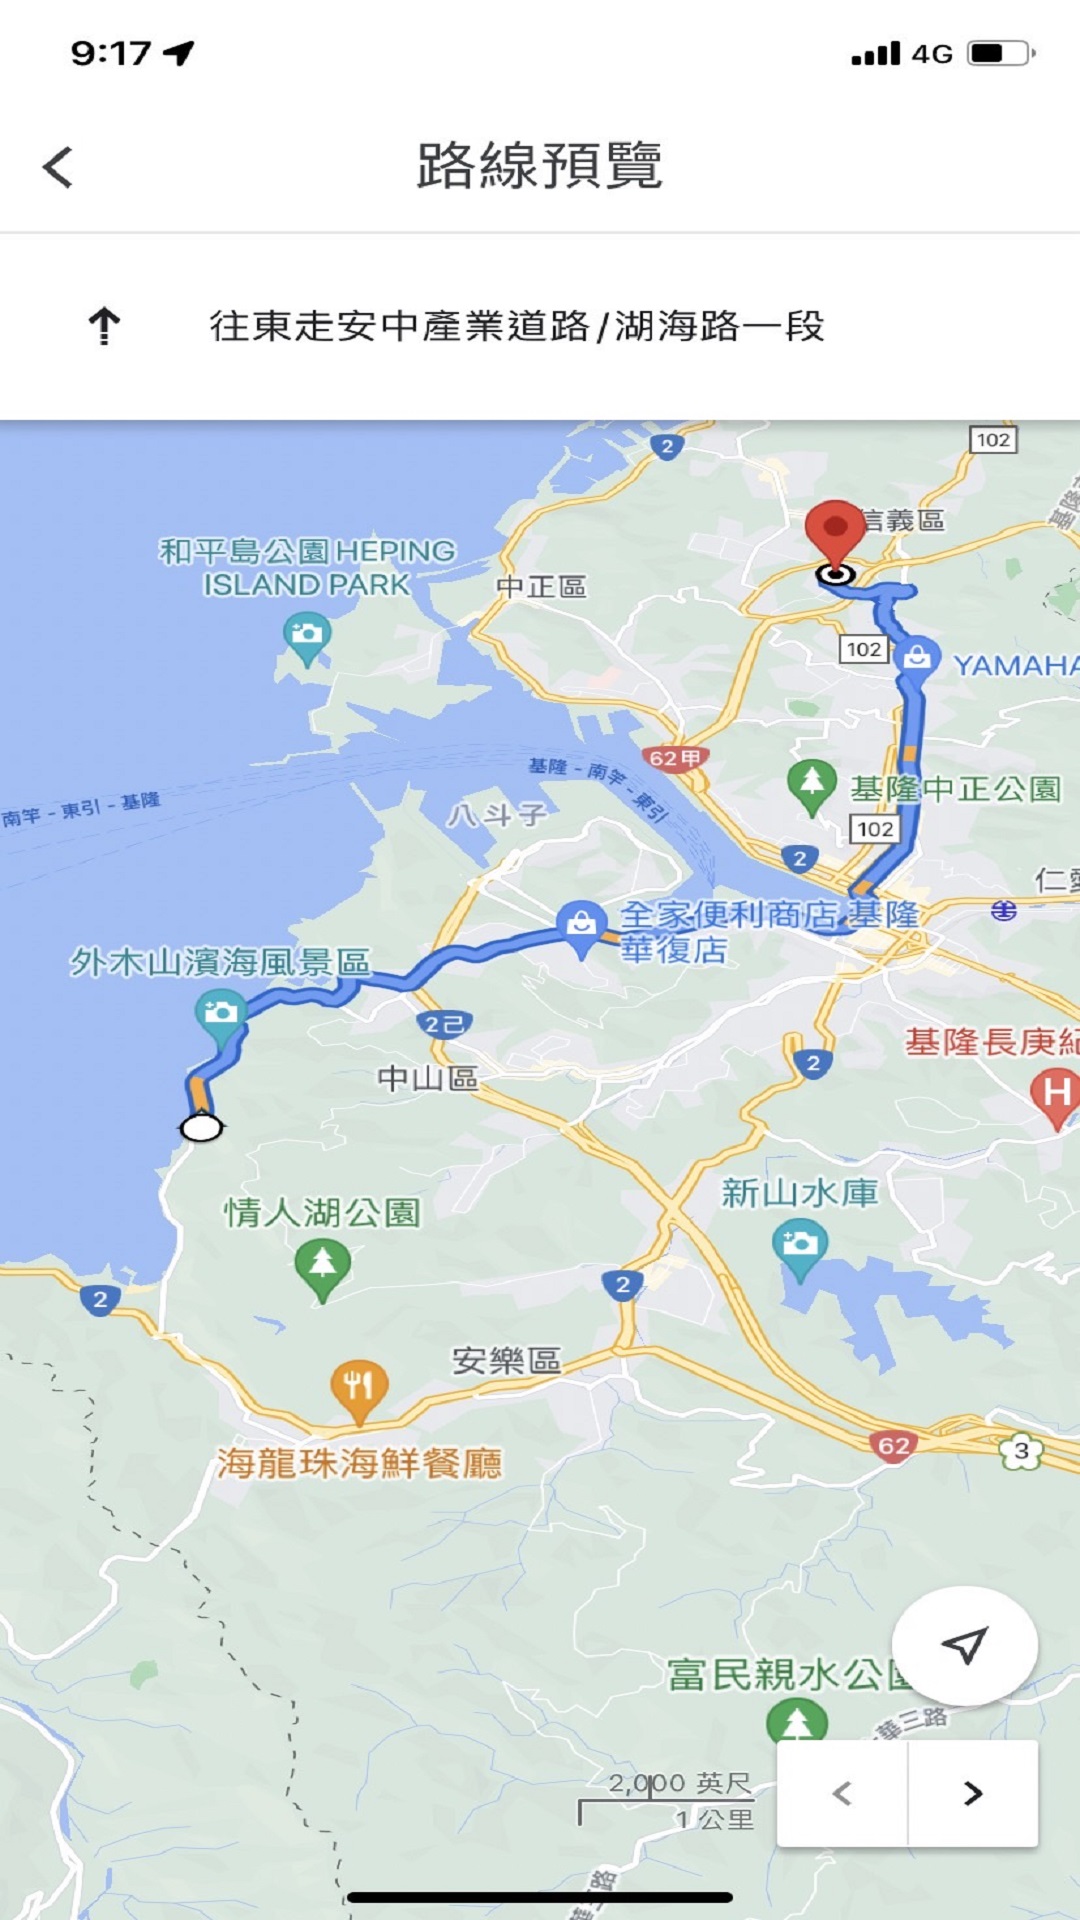 9:17
4G
路線預覽
往東走安中產業道路/湖海路一段
2
102
信義區
和平島公園 HEPING
ISLAND PARK
中正區
102
YAMAHA
62甲
基隆 - 南竿 - 東引
南竿 - 東引 - 基隆
基隆中正公園
八斗子
102
2
仁愛
全家便利商店 基隆
華復店
外木山濱海風景區
2己
2
基隆長庚紀
中山區
H
新山水庫
情人湖公園
2
2
安樂區
62
3
海龍珠海鮮餐廳
富民親水公園
華三路
2,000 英尺
1 公里